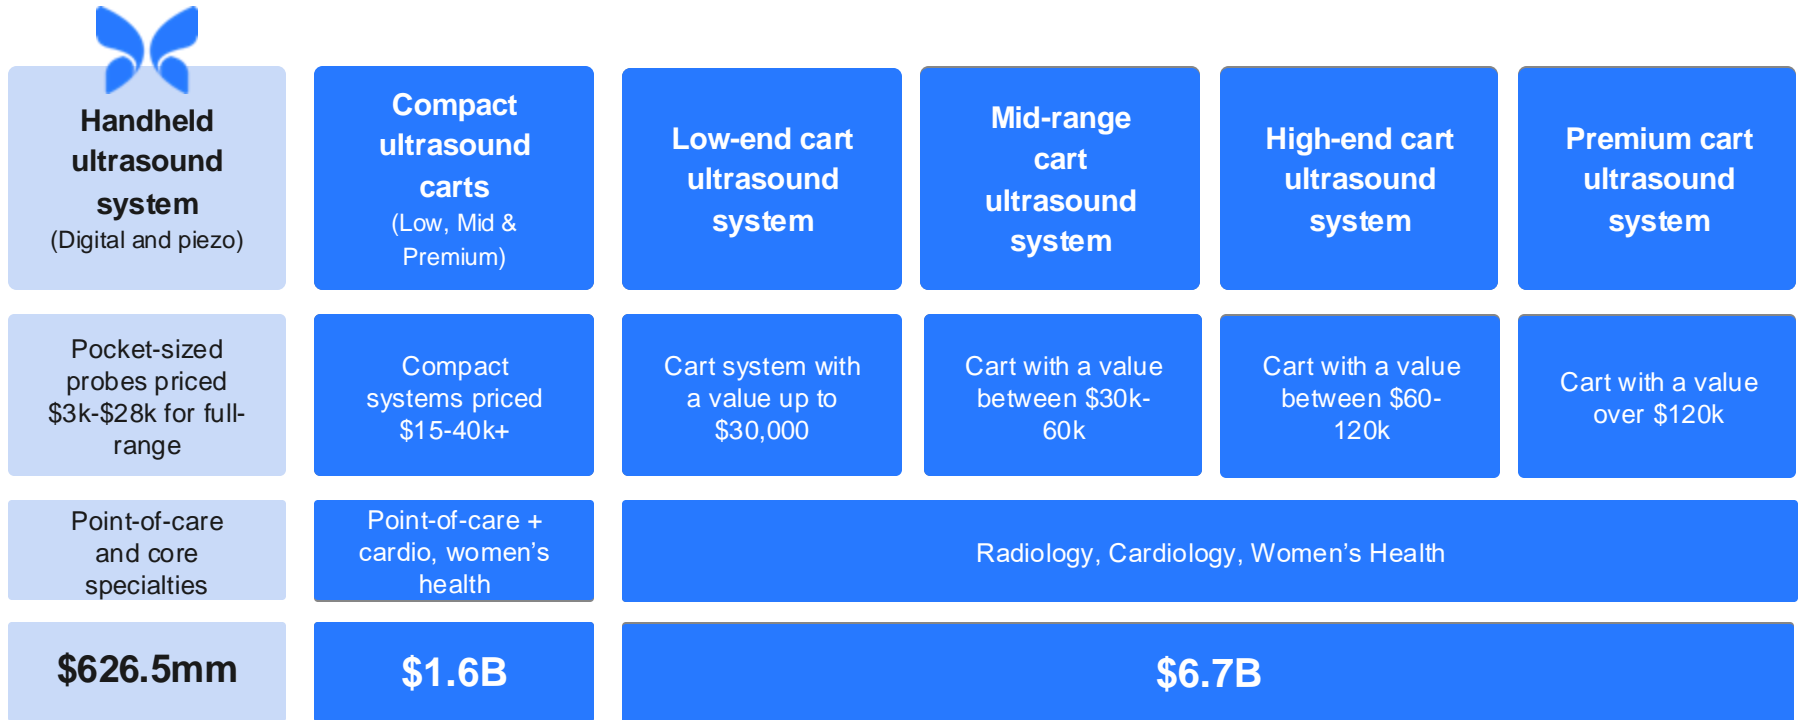 Handheld
ultrasound
system
(Digital and piezo)
Compact
ultrasound
carts
(Low, Mid &
Premium)
Low-end cart
ultrasound
system
Mid-range
cart
ultrasound
system
High-end cart
ultrasound
system
Premium cart
ultrasound
system
Pocket-sized
probes priced
$3k-$28k for full-
range
Compact
systems priced
$15-40k+
Cart system with
a value up to
$30,000
Cart with a value
between $30k-
60k
Cart with a value
between $60-
120k
Cart with a value
over $120k
Point-of-care
and core
specialties
Point-of-care +
cardio, women’s
health
Radiology, Cardiology, Women’s Health
$626.5mm
$1.6B
$6.7B